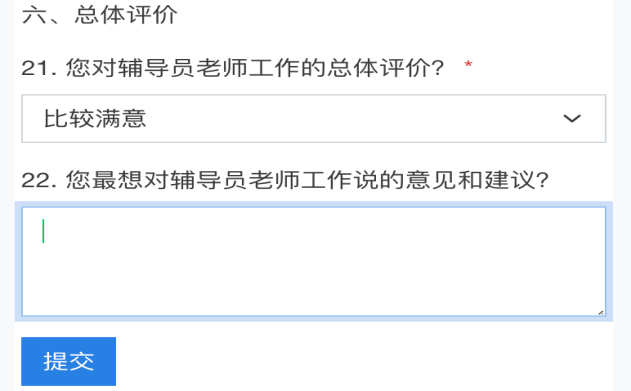 六、总体评价
21. 您对辅导员老师工作的总体评价? *
比较满意
22. 您最想对辅导员老师工作说的意见和建议?
提交